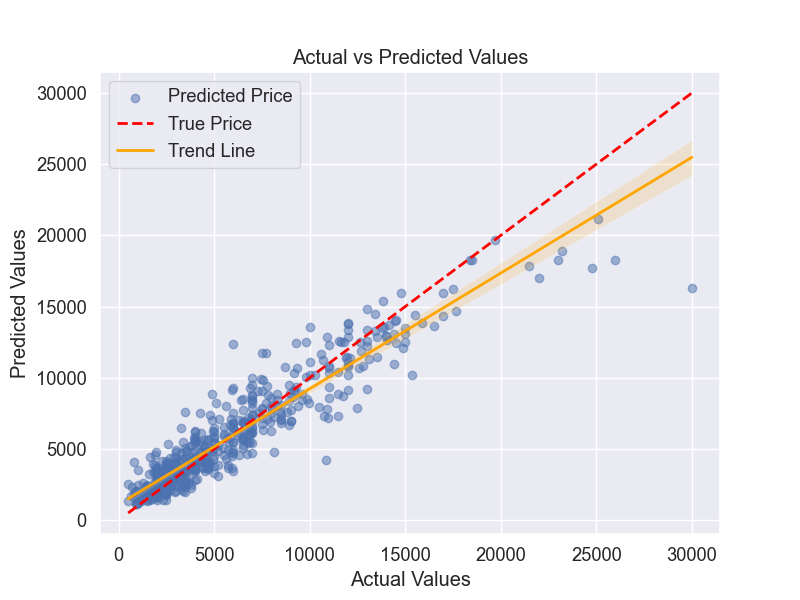 Actual vs Predicted Values
Predicted Price
True Price
Trend Line
30000
25000
20000
15000
10000
5000
0
Predicted Values
0 5000 10000 15000 20000 25000 30000
Actual Values